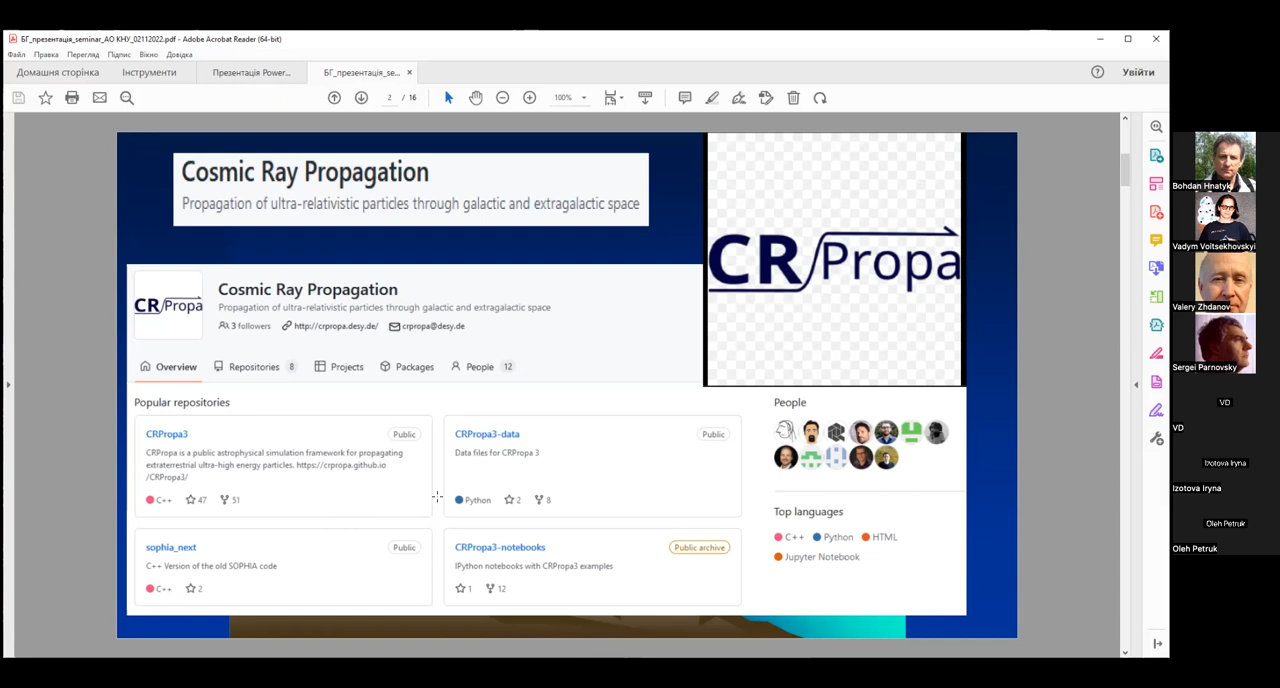 БГ_презентація_seminar_АО КНУ_02112022.pdf - Adobe Acrobat Reader (64-bit)
Файл Правка Перегляд Підпис Вікно Довідка
Домашня сторінка Інструменти Презентація Power... БГ_презентація_se... ×
Увійти
2 / 16 100%
Cosmic Ray Propagation
Propagation of ultra-relativistic particles through galactic and extragalactic space
CR Propa
CR Propa
Cosmic Ray Propagation
Propagation of ultra-relativistic particles through galactic and extragalactic space
3 followers http://crpropa.desy.de/ crpropa@desy.de
Overview Repositories 8 Projects Packages People 12
Popular repositories
CRPropa3 Public
CRPropa is a public astrophysical simulation framework for propagating
extraterrestrial ultra-high energy particles. https://crpropa.github.io
/CRPropa3/
C++ 47 51
CRPropa3-data Public
Data files for CRPropa 3
Python 2 8
sophia_next Public
C++ Version of the old SOPHIA code
C++ 2
CRPropa3-notebooks Public archive
IPython notebooks with CRPropa3 examples
1 12
People
Top languages
C++ Python HTML
Jupyter Notebook
Bohdan Hnatyk
Vadym Voitsekhovskyi
Valery Zhdanov
Sergei Parnovsky
VD
VD
Izotova Iryna
Izotova Iryna
Oleh Petruk
Oleh Petruk